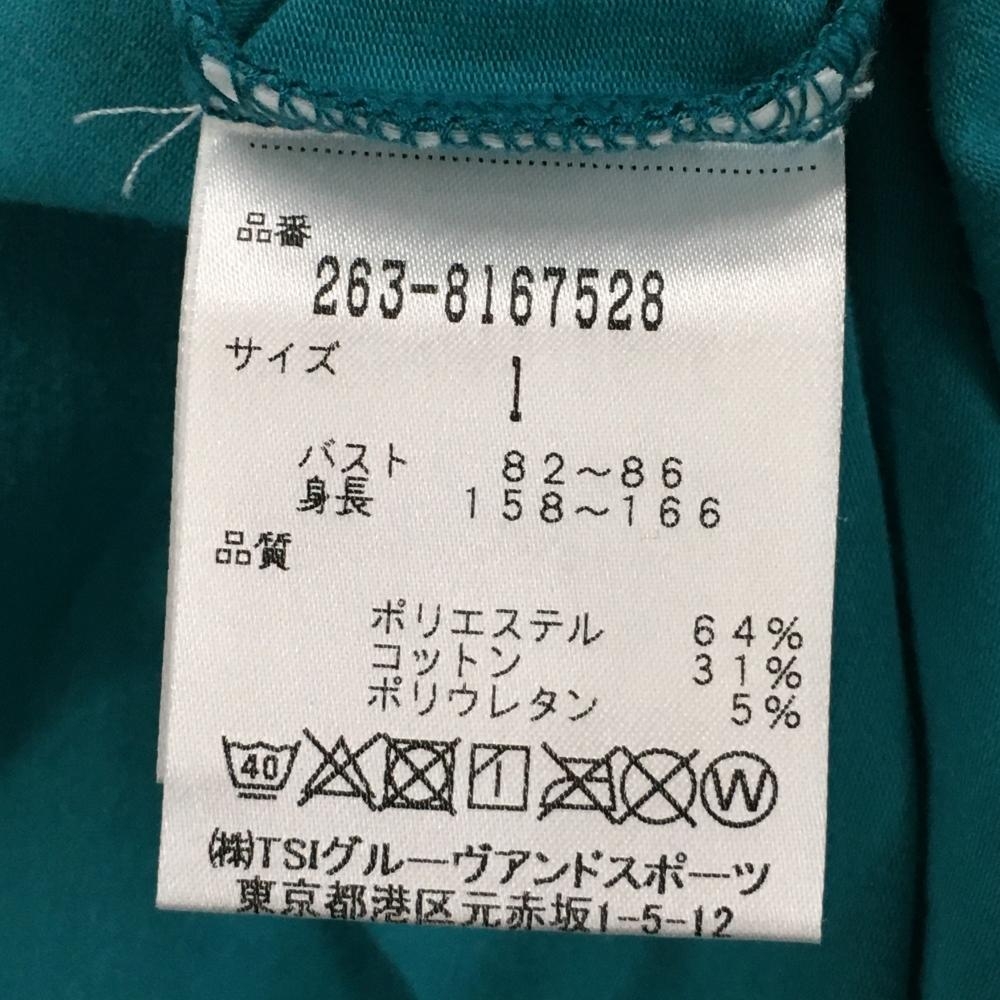 品番
263-8167528
サイズ
1
バスト 82～86
身長 158～166
品質
ポリエステル 64%
コットン 31%
ポリウレタン 5%
40 W
(株)TSIグルーヴアンドスポーツ
東京都港区元赤坂1-5-12